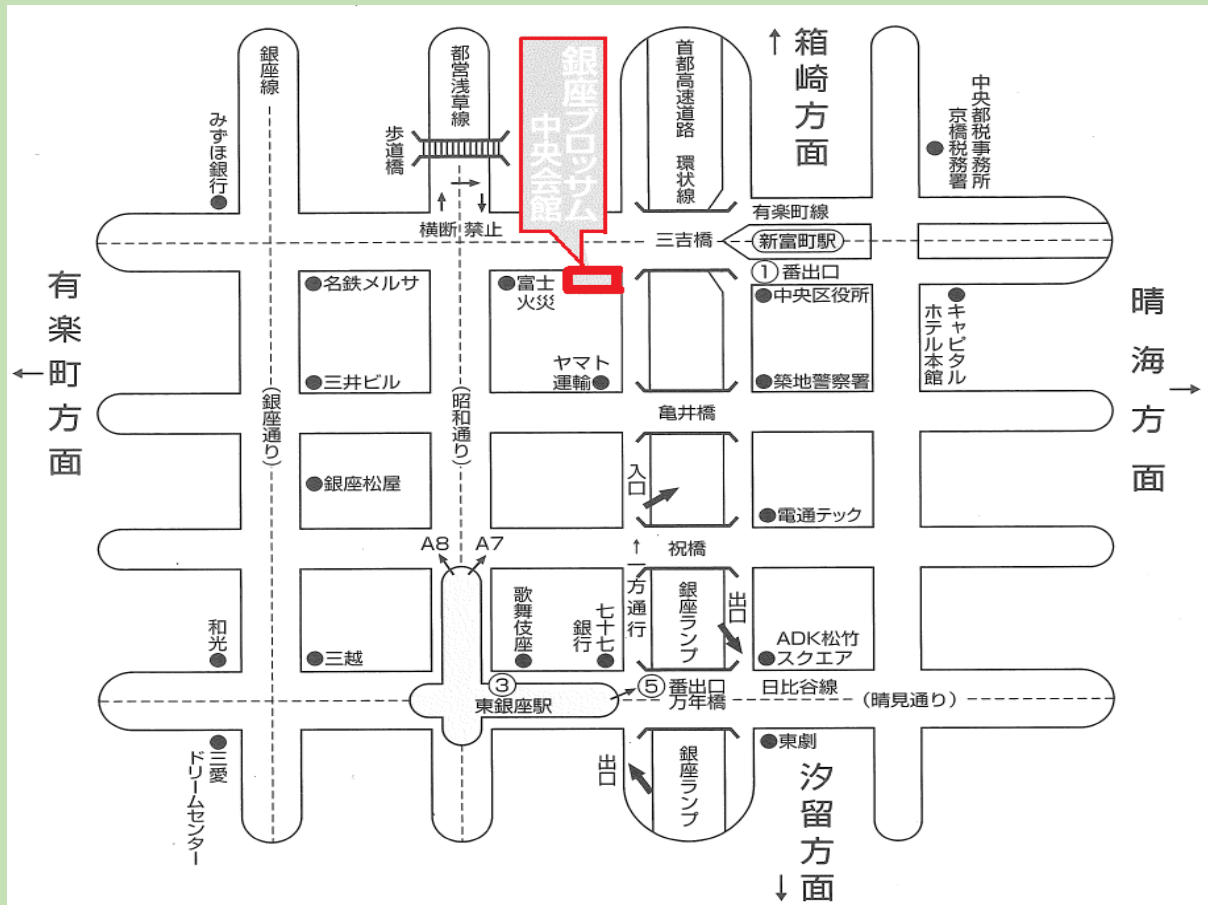 銀座線
都営浅草線
銀座ブロッサム
中央会館
首都高速道路 環状線
↑箱崎方面
中央都税事務所
京橋税務署
みずほ銀行
歩道橋
横断 禁止
有楽町線
三吉橋
新富町駅
①番出口
名鉄メルサ
富士
火災
中央区役所
キャピタル
ホテル本館
←有楽町方面
晴海方面→
三井ビル
ヤマト
運輸
築地警察署
(銀座通り)
(昭和通り)
亀井橋
銀座松屋
入口
電通テック
A8
A7
祝橋
↑一方通行
歌舞伎座
七十七
銀行
銀座ランプ
出口
和光
三越
ADK松竹
スクエア
③
東銀座駅
⑤番出口
万年橋
日比谷線
(晴見通り)
三愛
ドリームセンター
出口
銀座ランプ
東劇
汐留方面↓